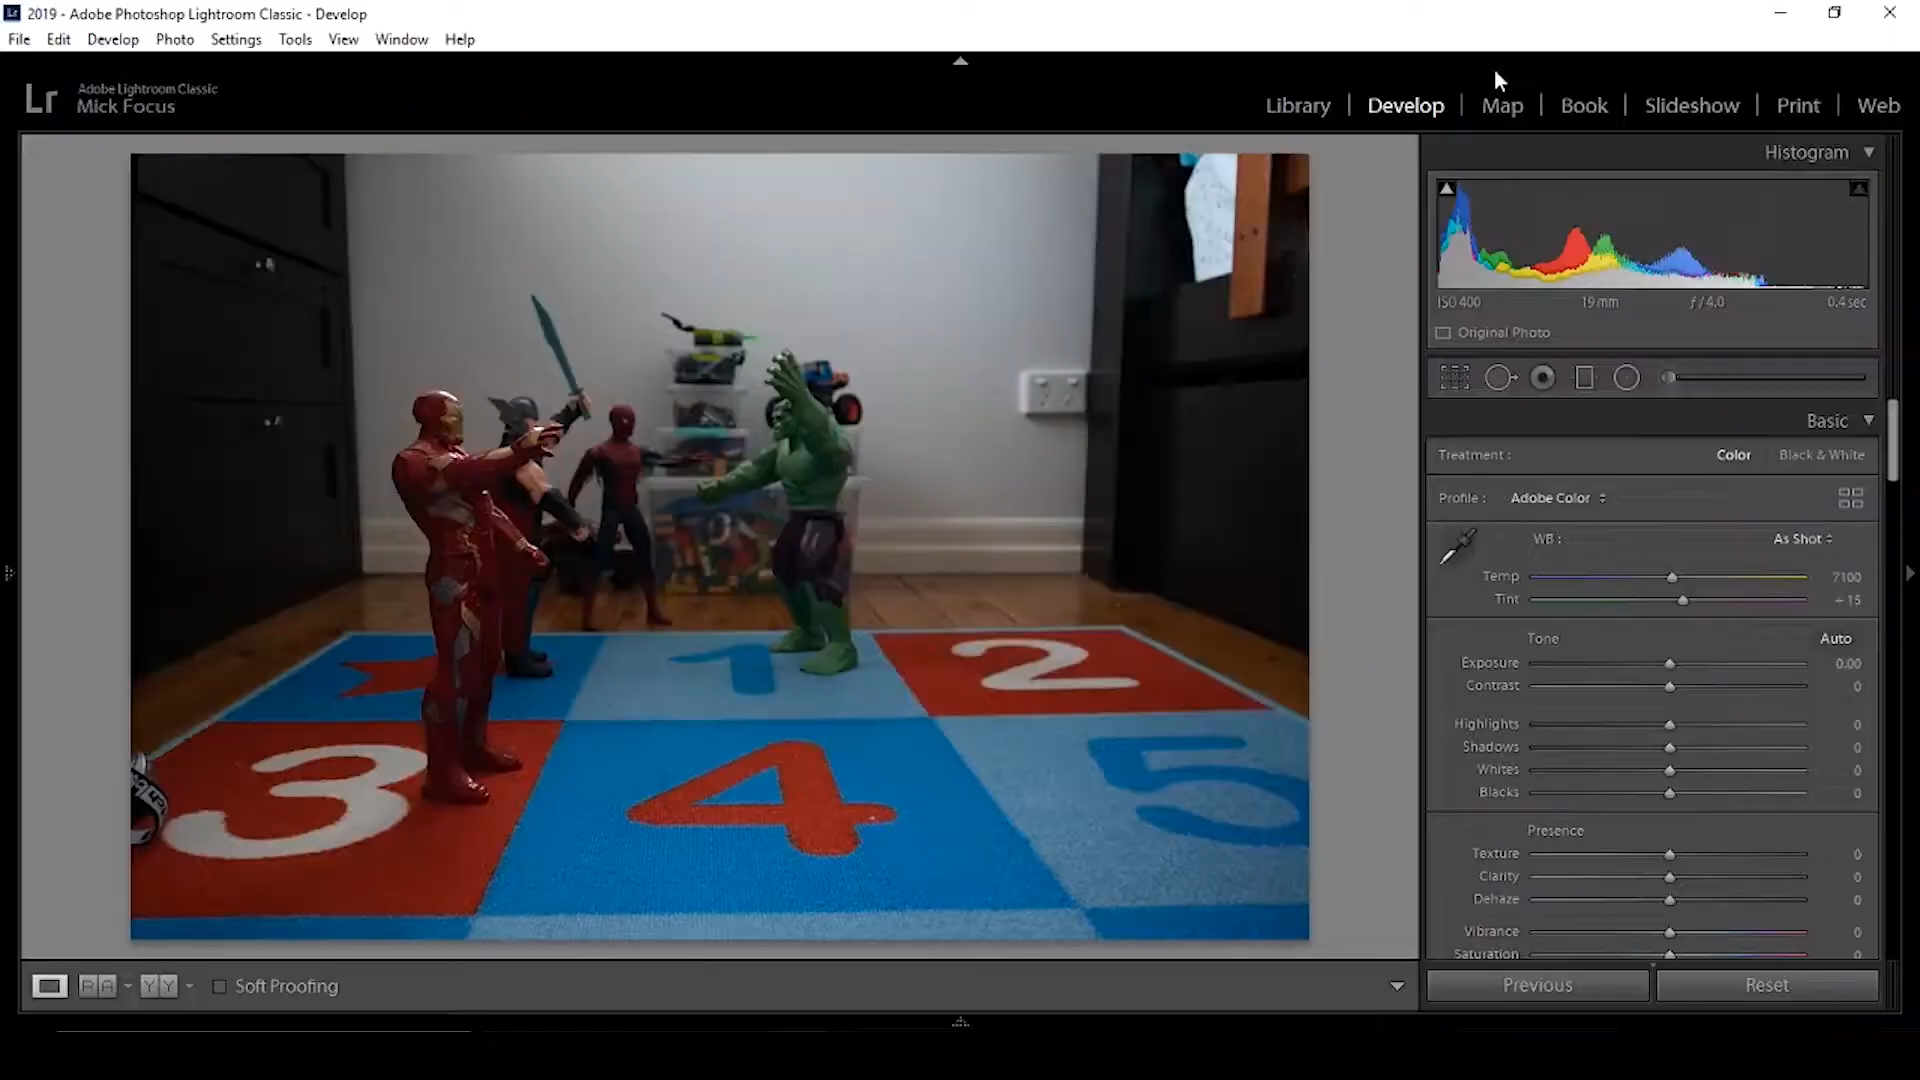 2019 - Adobe Photoshop Lightroom Classic - Develop
File Edit Develop Photo Settings Tools View Window Help
Lr
Adobe Lightroom Classic
Mick Focus
Library | Develop | Map | Book | Slideshow | Print | Web
Histogram
ISO 400 19 mm ƒ / 4.0 0.4 sec
Original Photo
Basic
Treatment : Color Black & White
Profile : Adobe Color
WB : As Shot
Temp 7100
Tint + 15
Tone Auto
Exposure 0.00
Contrast 0
Highlights 0
Shadows 0
Whites 0
Blacks 0
Presence
Texture 0
Clarity 0
Dehaze 0
Vibrance 0
Saturation 0
1 2
3 4 5
R A Y Y Soft Proofing
Previous Reset